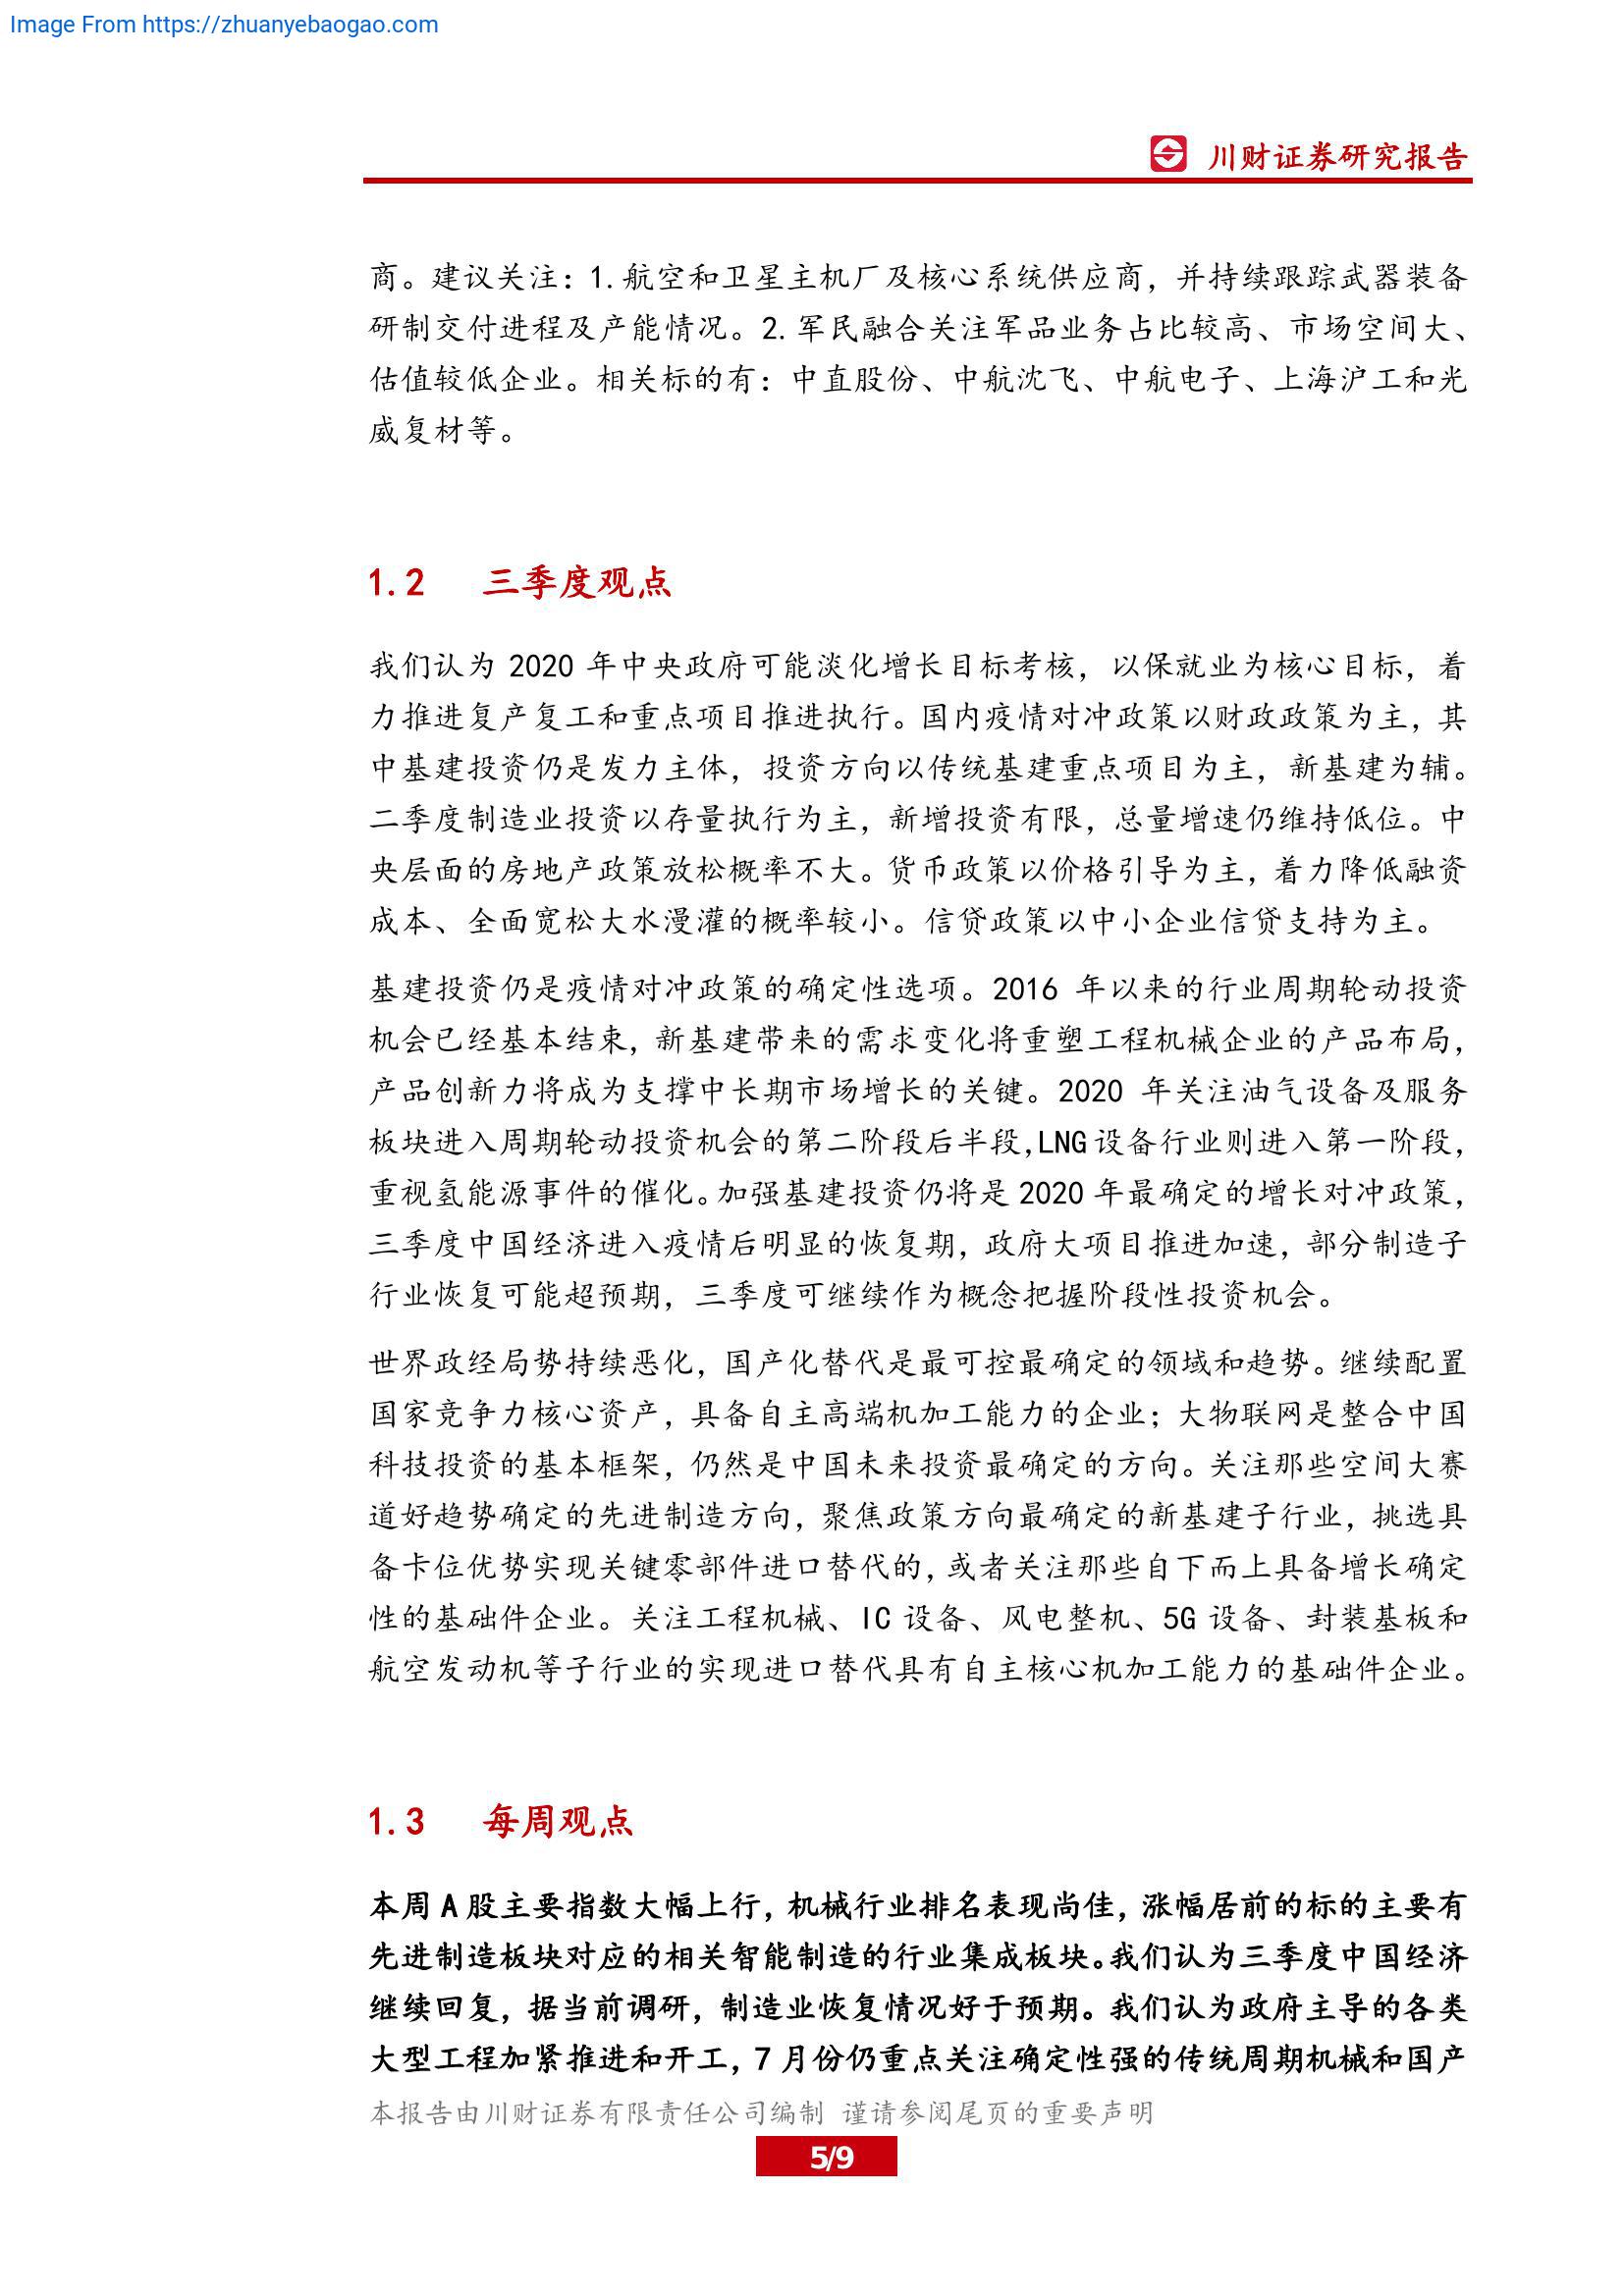 Image From https://zhuanyebaogao.com
川财证券研究报告
商。建议关注：1.航空和卫星主机厂及核心系统供应商，并持续跟踪武器装备
研制交付进程及产能情况。2.军民融合关注军品业务占比较高、市场空间大、
估值较低企业。相关标的有：中直股份、中航沈飞、中航电子、上海沪工和光
威复材等。
1.2 三季度观点
我们认为 2020 年中央政府可能淡化增长目标考核，以保就业为核心目标，着
力推进复产复工和重点项目推进执行。国内疫情对冲政策以财政政策为主，其
中基建投资仍是发力主体，投资方向以传统基建重点项目为主，新基建为辅。
二季度制造业投资以存量执行为主，新增投资有限，总量增速仍维持低位。中
央层面的房地产政策放松概率不大。货币政策以价格引导为主，着力降低融资
成本、全面宽松大水漫灌的概率较小。信贷政策以中小企业信贷支持为主。
基建投资仍是疫情对冲政策的确定性选项。2016 年以来的行业周期轮动投资
机会已经基本结束，新基建带来的需求变化将重塑工程机械企业的产品布局，
产品创新力将成为支撑中长期市场增长的关键。2020 年关注油气设备及服务
板块进入周期轮动投资机会的第二阶段后半段，LNG 设备行业则进入第一阶段，
重视氢能源事件的催化。加强基建投资仍将是 2020 年最确定的增长对冲政策，
三季度中国经济进入疫情后明显的恢复期，政府大项目推进加速，部分制造子
行业恢复可能超预期，三季度可继续作为概念把握阶段性投资机会。
世界政经局势持续恶化，国产化替代是最可控最确定的领域和趋势。继续配置
国家竞争力核心资产，具备自主高端机加工能力的企业；大物联网是整合中国
科技投资的基本框架，仍然是中国未来投资最确定的方向。关注那些空间大赛
道好趋势确定的先进制造方向，聚焦政策方向最确定的新基建子行业，挑选具
备卡位优势实现关键零部件进口替代的，或者关注那些自下而上具备增长确定
性的基础件企业。关注工程机械、IC 设备、风电整机、5G 设备、封装基板和
航空发动机等子行业的实现进口替代具有自主核心机加工能力的基础件企业。
1.3 每周观点
本周 A 股主要指数大幅上行，机械行业排名表现尚佳，涨幅居前的标的主要有
先进制造板块对应的相关智能制造的行业集成板块。我们认为三季度中国经济
继续回复，据当前调研，制造业恢复情况好于预期。我们认为政府主导的各类
大型工程加紧推进和开工，7 月份仍重点关注确定性强的传统周期机械和国产
本报告由川财证券有限责任公司编制 谨请参阅尾页的重要声明
5/9